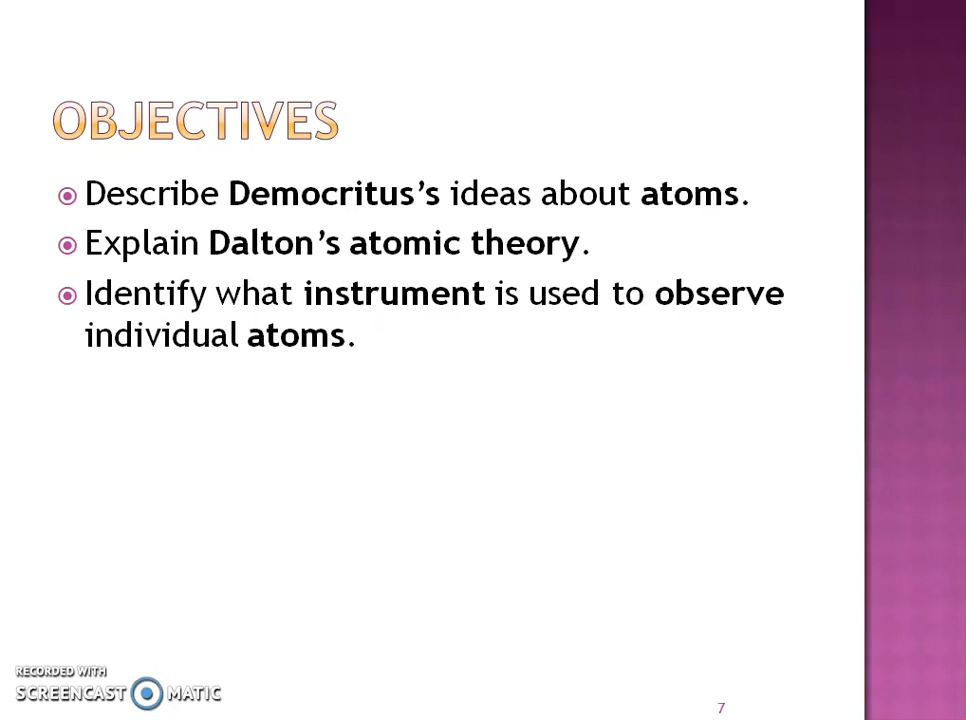 OBJECTIVES
Describe Democritus’s ideas about atoms.
Explain Dalton’s atomic theory.
Identify what instrument is used to observe
individual atoms.
RECORDED WITH
SCREENCAST MATIC
7